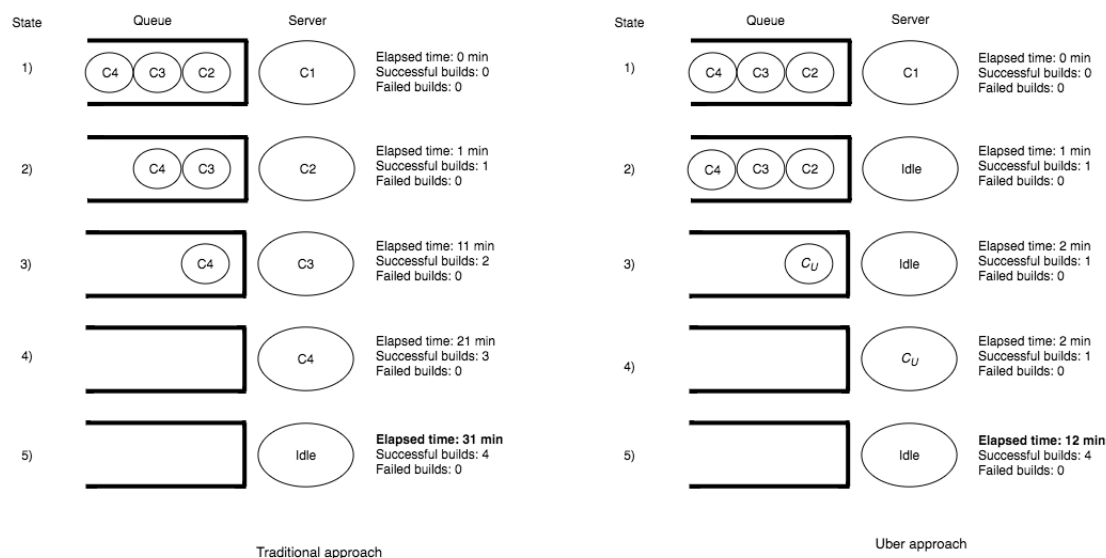 State Queue Server
1) C4 C3 C2 C1
Elapsed time: 0 min
Successful builds: 0
Failed builds: 0
2) C4 C3 C2
Elapsed time: 1 min
Successful builds: 1
Failed builds: 0
3) C4 C3
Elapsed time: 11 min
Successful builds: 2
Failed builds: 0
4) C4
Elapsed time: 21 min
Successful builds: 3
Failed builds: 0
5) Idle
Elapsed time: 31 min
Successful builds: 4
Failed builds: 0
Traditional approach
State Queue Server
1) C4 C3 C2 C1
Elapsed time: 0 min
Successful builds: 0
Failed builds: 0
2) C4 C3 C2 Idle
Elapsed time: 1 min
Successful builds: 1
Failed builds: 0
3) CU Idle
Elapsed time: 2 min
Successful builds: 1
Failed builds: 0
4) CU
Elapsed time: 2 min
Successful builds: 1
Failed builds: 0
5) Idle
Elapsed time: 12 min
Successful builds: 4
Failed builds: 0
Uber approach